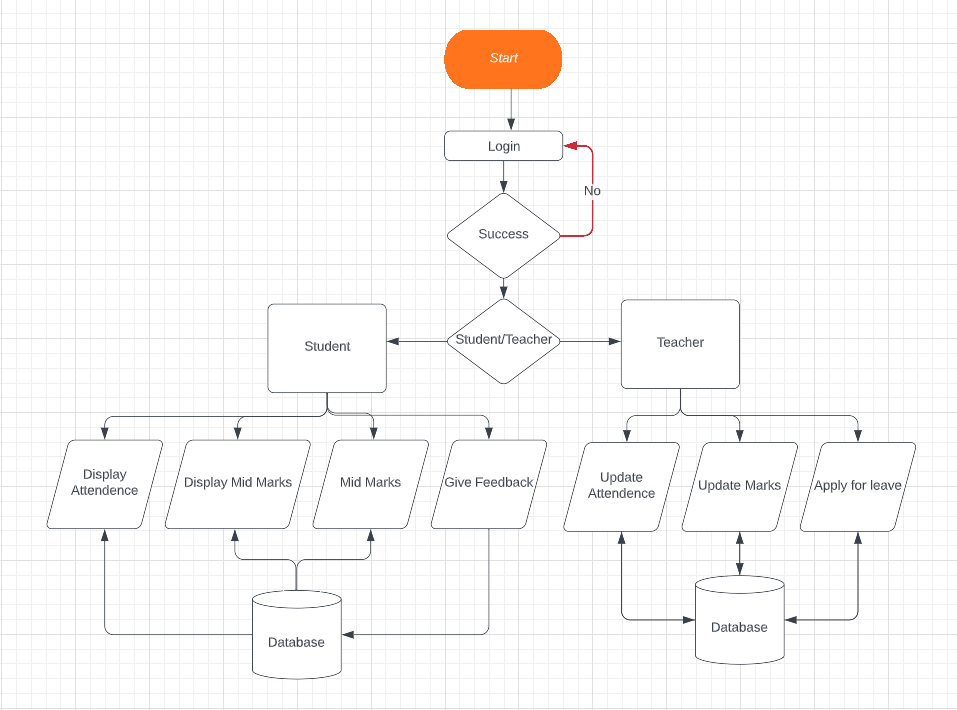 Start
Login
No
Success
Student/Teacher
Student
Teacher
Display
Attendence
Display Mid Marks
Mid Marks
Give Feedback
Update
Attendence
Update Marks
Apply for leave
Database
Database